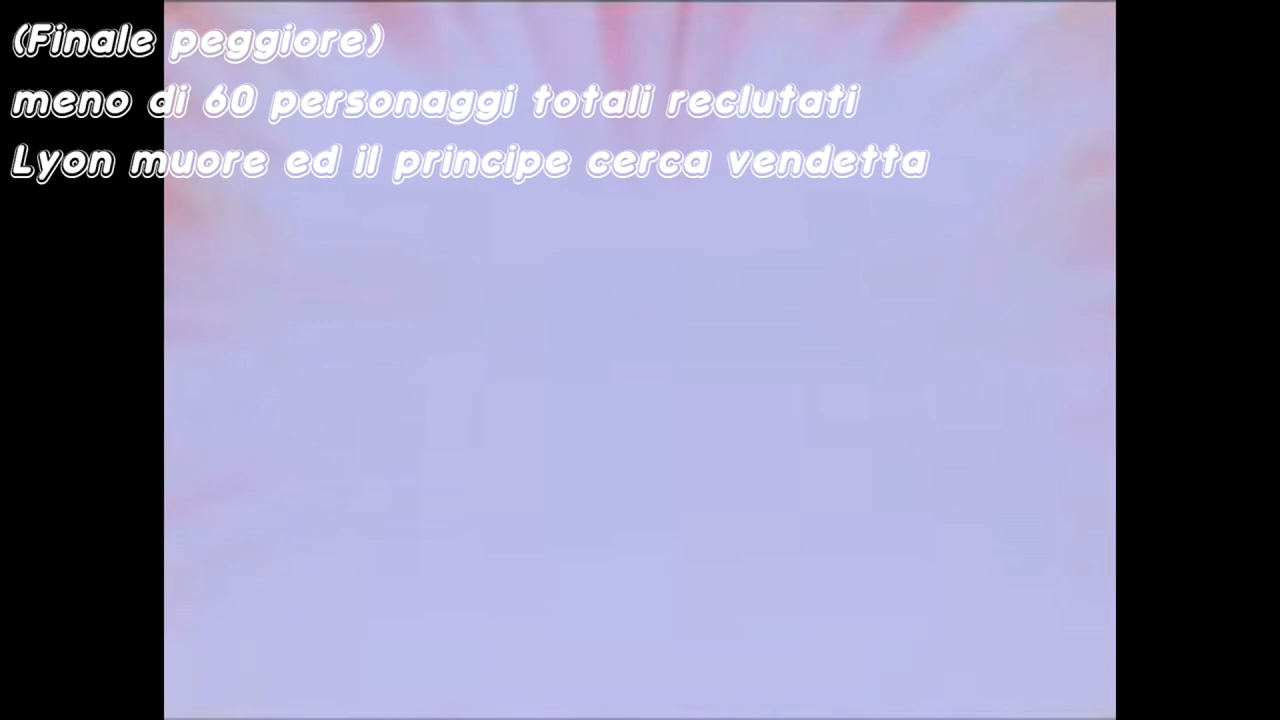 (Finale peggiore)
meno di 60 personaggi totali reclutati
Lyon muore ed il principe cerca vendetta